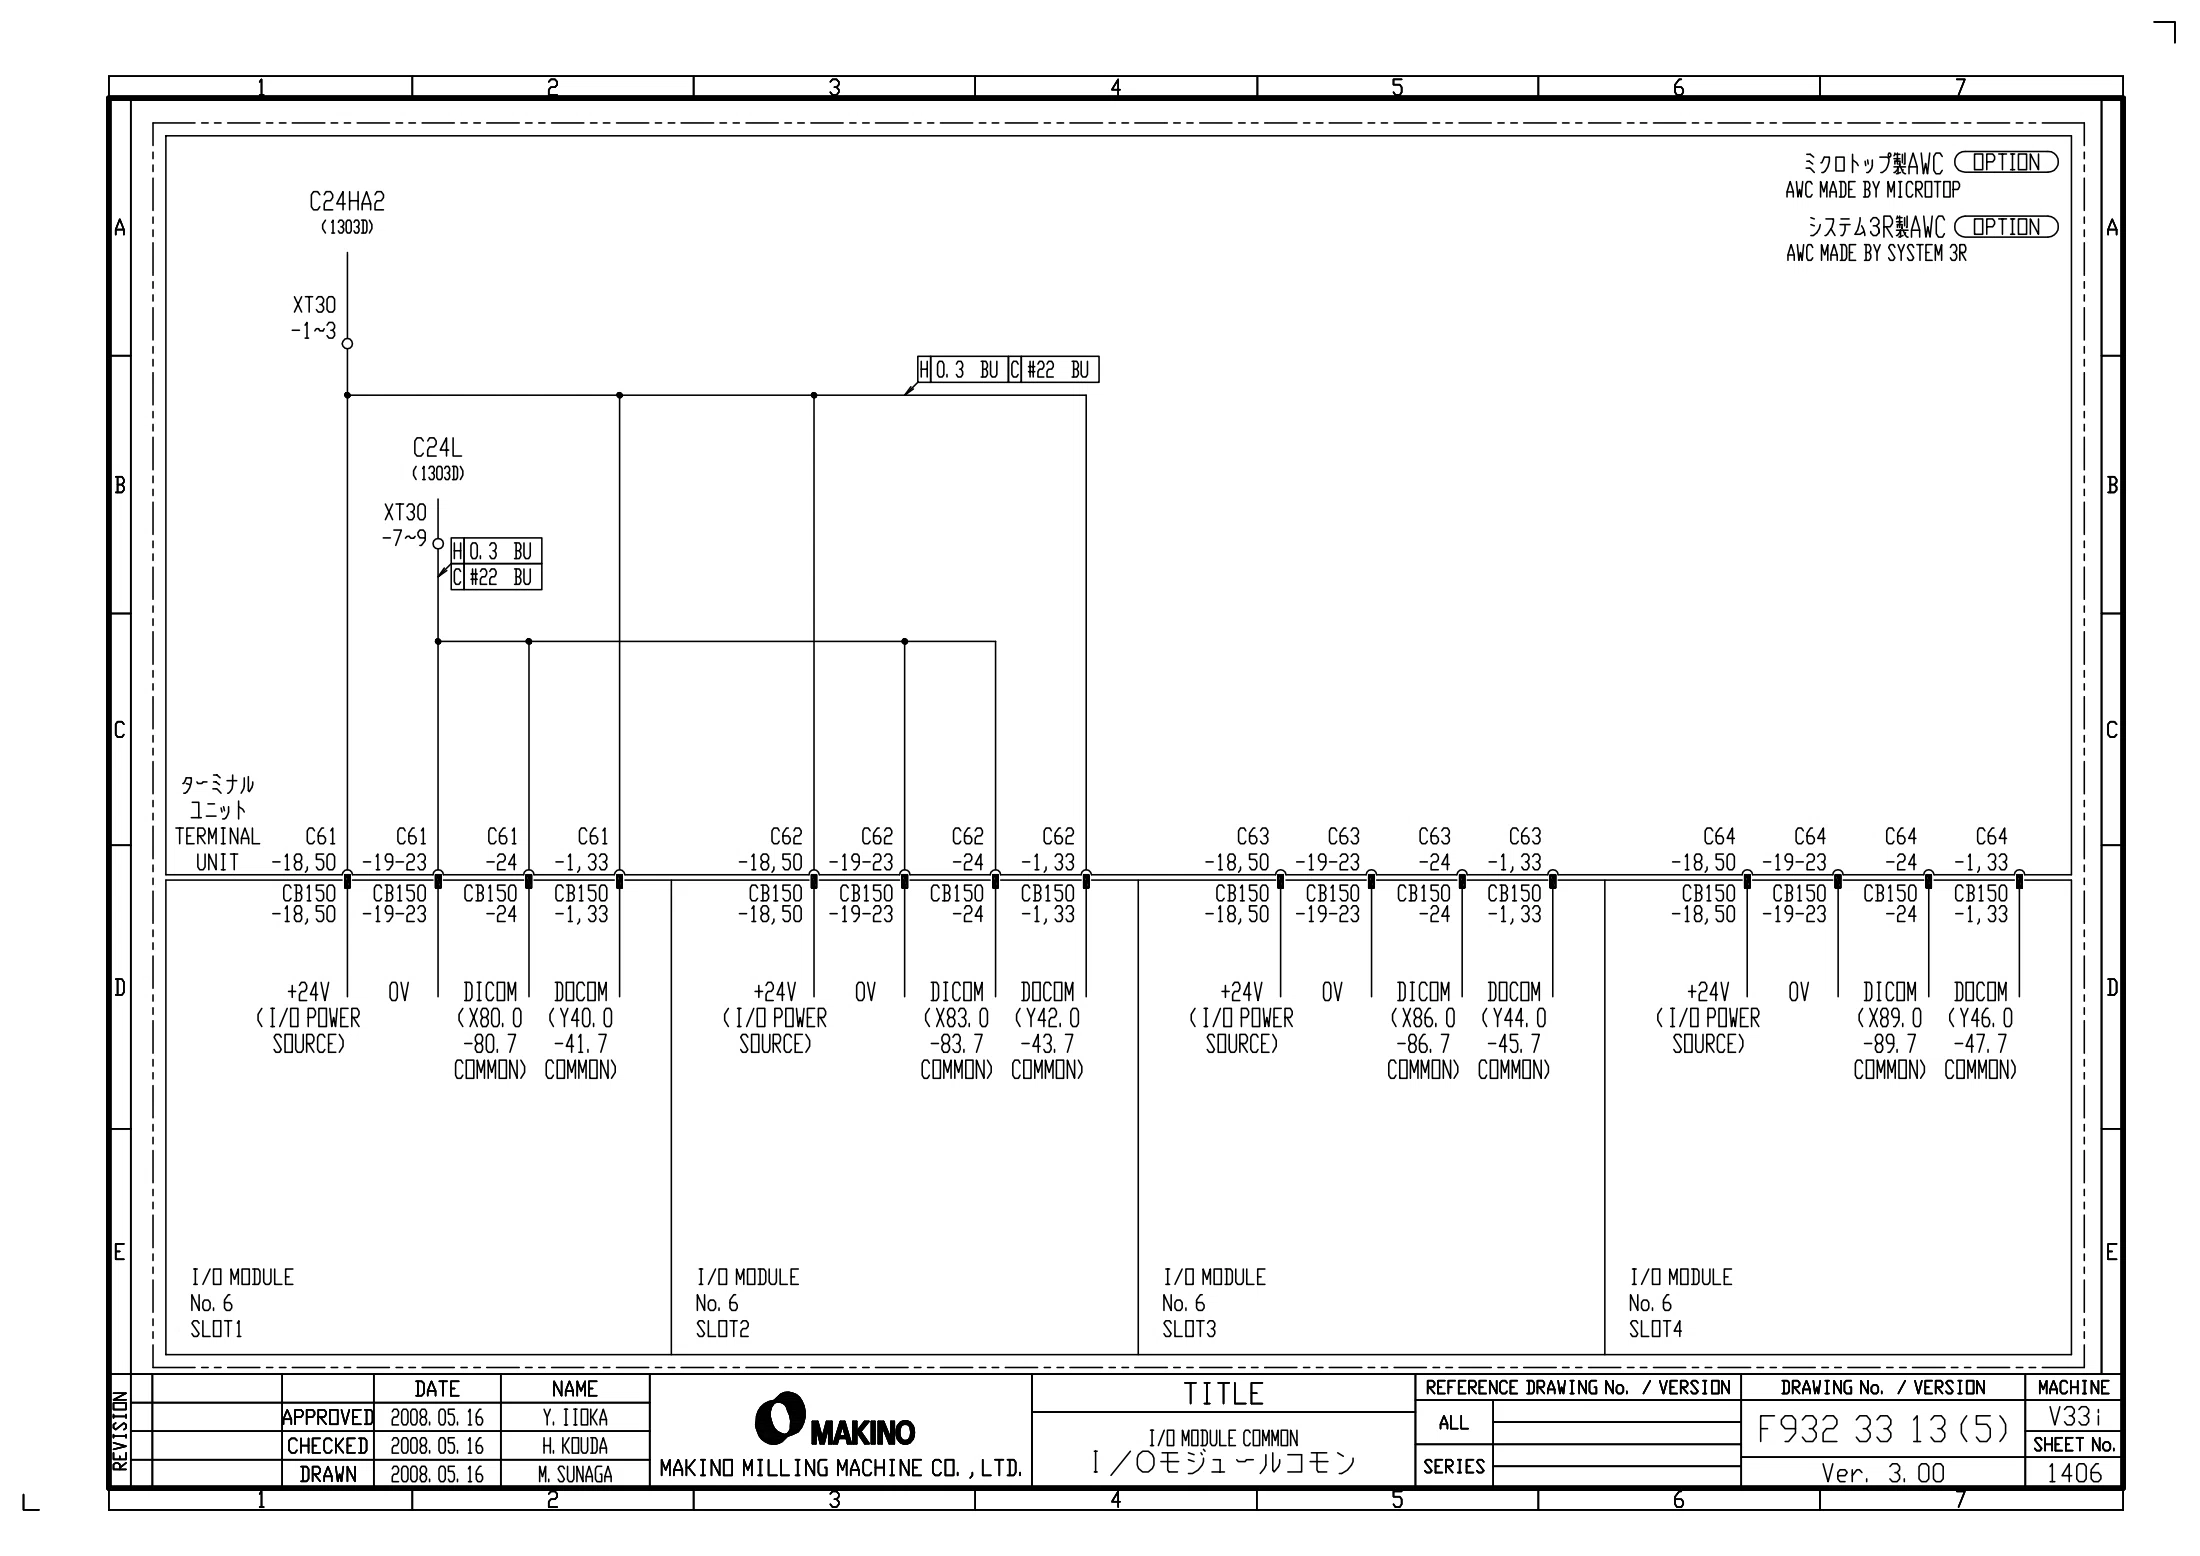 1 2 3 4 5 6 7
ミクロトップ製AWC OPTION
AWC MADE BY MICROTOP
システム3R製AWC OPTION
AWC MADE BY SYSTEM 3R
A A
C24HA2
(1303D)
XT30
-1~3
H 0.3 BU C #22 BU
C24L
(1303D)
B B
XT30
-7~9
H 0.3 BU
C #22 BU
C C
ターミナル
ユニット
TERMINAL
UNIT
C61 C61 C61 C61 C62 C62 C62 C62 C63 C63 C63 C63 C64 C64 C64 C64
-18,50 -19-23 -24 -1,33 -18,50 -19-23 -24 -1,33 -18,50 -19-23 -24 -1,33 -18,50 -19-23 -24 -1,33
CB150 CB150 CB150 CB150 CB150 CB150 CB150 CB150 CB150 CB150 CB150 CB150 CB150 CB150 CB150 CB150
-18,50 -19-23 -24 -1,33 -18,50 -19-23 -24 -1,33 -18,50 -19-23 -24 -1,33 -18,50 -19-23 -24 -1,33
D D
+24V 0V DICOM DOCOM +24V 0V DICOM DOCOM +24V 0V DICOM DOCOM +24V 0V DICOM DOCOM
(I/O POWER (X80.0 (Y40.0 (I/O POWER (X83.0 (Y42.0 (I/O POWER (X86.0 (Y44.0 (I/O POWER (X89.0 (Y46.0
SOURCE) -80.7 -41.7 SOURCE) -83.7 -43.7 SOURCE) -86.7 -45.7 SOURCE) -89.7 -47.7
COMMON) COMMON) COMMON) COMMON) COMMON) COMMON) COMMON) COMMON)
E E
I/O MODULE I/O MODULE I/O MODULE I/O MODULE
No.6 No.6 No.6 No.6
SLOT1 SLOT2 SLOT3 SLOT4
REVISION
DATE NAME
APPROVED 2008.05.16 Y. IIOKA
CHECKED 2008.05.16 H. KOUDA
DRAWN 2008.05.16 M. SUNAGA
MAKINO
MAKINO MILLING MACHINE CO.,LTD.
TITLE
I/O MODULE COMMON
I/Oモジュールコモン
REFERENCE DRAWING No. / VERSION
ALL
SERIES
DRAWING No. / VERSION
F932 33 13(5)
Ver. 3.00
MACHINE
V33i
SHEET No.
1406
1 2 3 4 5 6 7